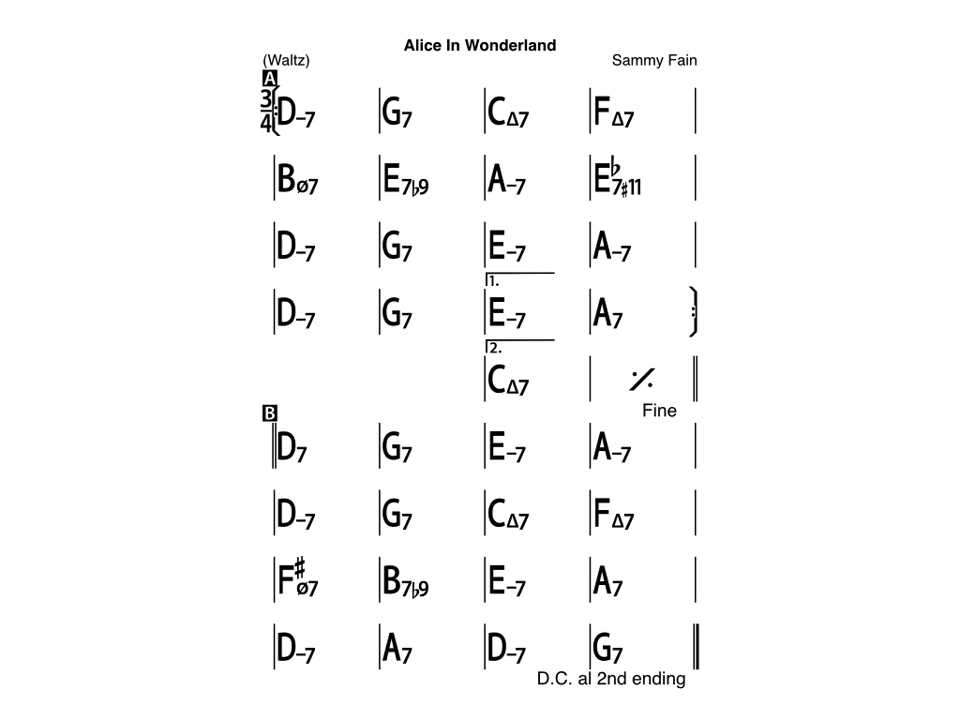 Alice In Wonderland
(Waltz) Sammy Fain
A
3/4 D–7 G7 CΔ7 FΔ7
Bø7 E7♭9 A–7 E♭7♯11
D–7 G7 E–7 A–7
1.
D–7 G7 E–7 A7
2.
CΔ7 𝄎
Fine
B
D7 G7 E–7 A–7
D–7 G7 CΔ7 FΔ7
F♯ø7 B7♭9 E–7 A7
D–7 A7 D–7 G7
D.C. al 2nd ending